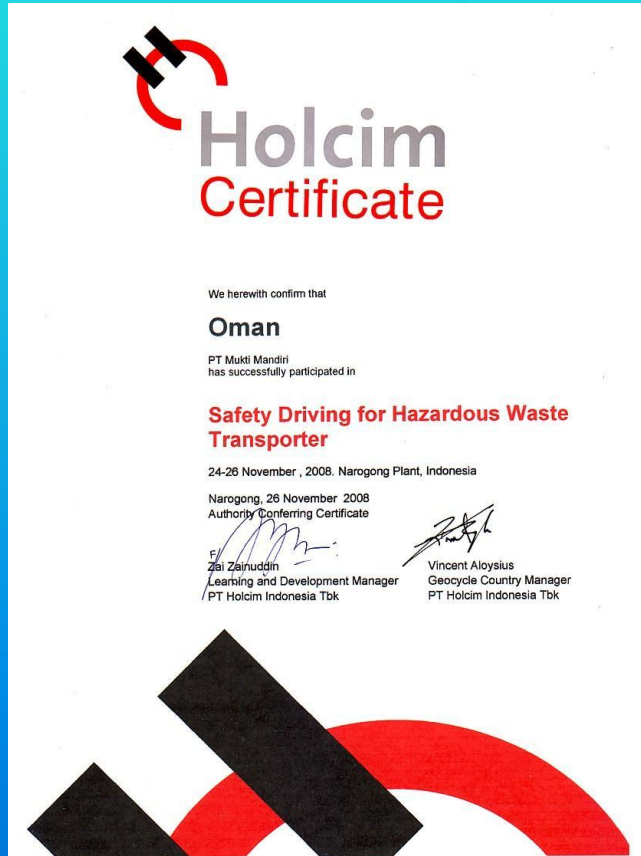 Holcim
Certificate
We herewith confirm that
Oman
PT Mukti Mandiri
has successfully participated in
Safety Driving for Hazardous Waste
Transporter
24-26 November , 2008. Narogong Plant, Indonesia
Narogong, 26 November 2008
Authority Conferring Certificate
F/
Zai Zainuddin
Learning and Development Manager
PT Holcim Indonesia Tbk
Vincent Aloysius
Geocycle Country Manager
PT Holcim Indonesia Tbk